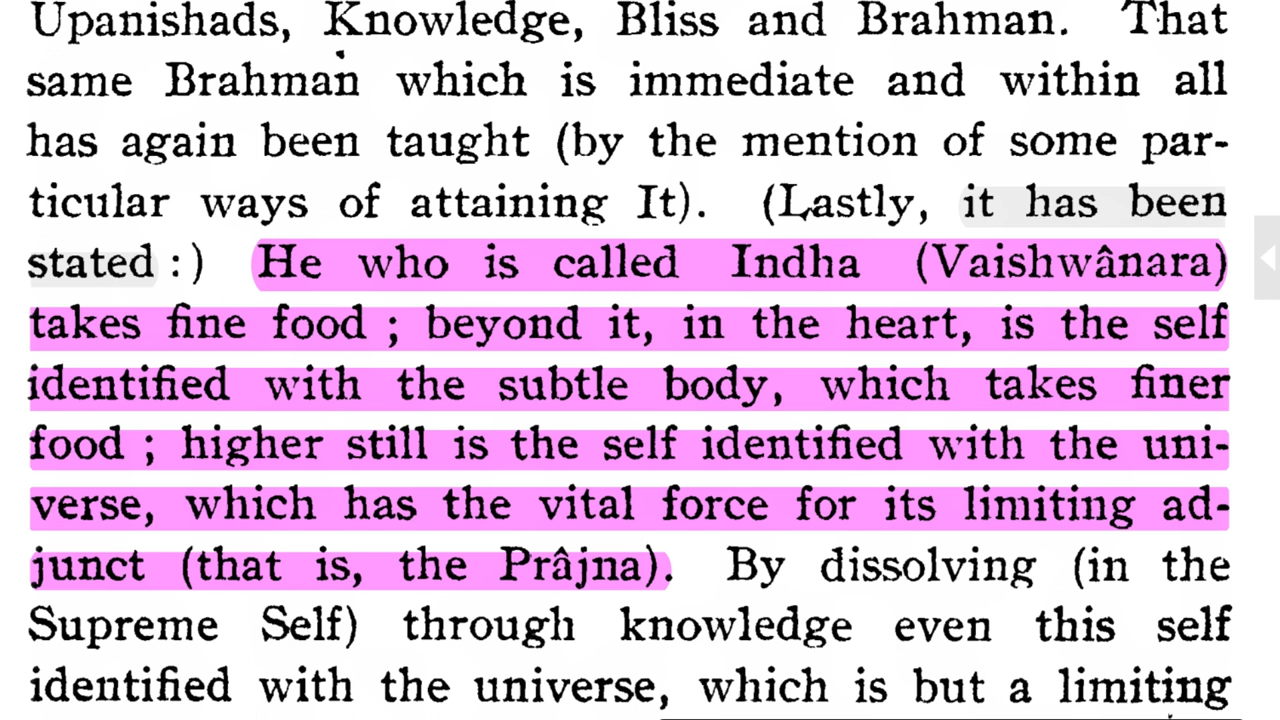 Upanishads, Knowledge, Bliss and Brahman. That
same Brahman which is immediate and within all
has again been taught (by the mention of some par-
ticular ways of attaining It). (Lastly, it has been
stated :) He who is called Indha (Vaishwânara)
takes fine food ; beyond it, in the heart, is the self
identified with the subtle body, which takes finer
food ; higher still is the self identified with the uni-
verse, which has the vital force for its limiting ad-
junct (that is, the Prâjna). By dissolving (in the
Supreme Self) through knowledge even this self
identified with the universe, which is but a limiting